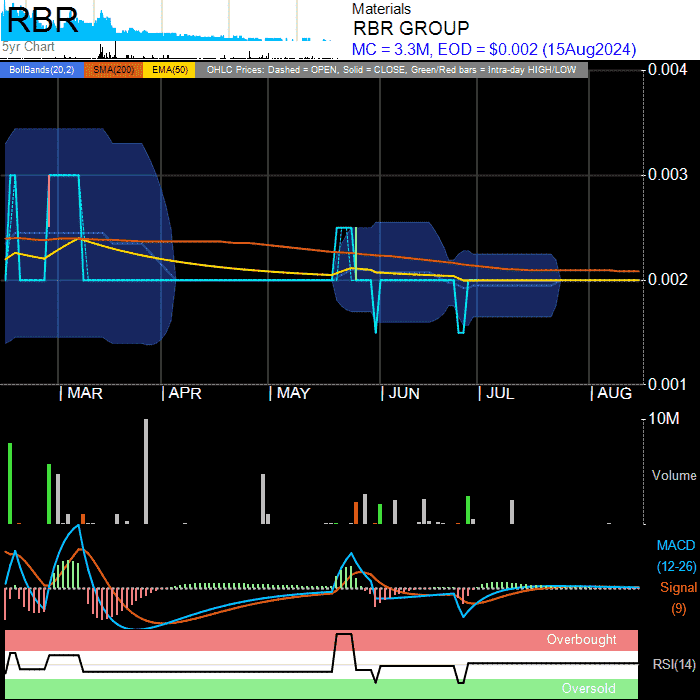 RBR
5yr Chart
Materials
RBR GROUP
MC = 3.3M, EOD = $0.002 (15Aug2024)
BollBands(20,2) SMA(200) EMA(50) OHLC Prices: Dashed = OPEN, Solid = CLOSE, Green/Red bars = Intra-day HIGH/LOW
0.004
0.003
0.002
0.001
MAR APR MAY JUN JUL AUG
10M
Volume
MACD
(12-26)
Signal
(9)
Overbought
RSI(14)
Oversold